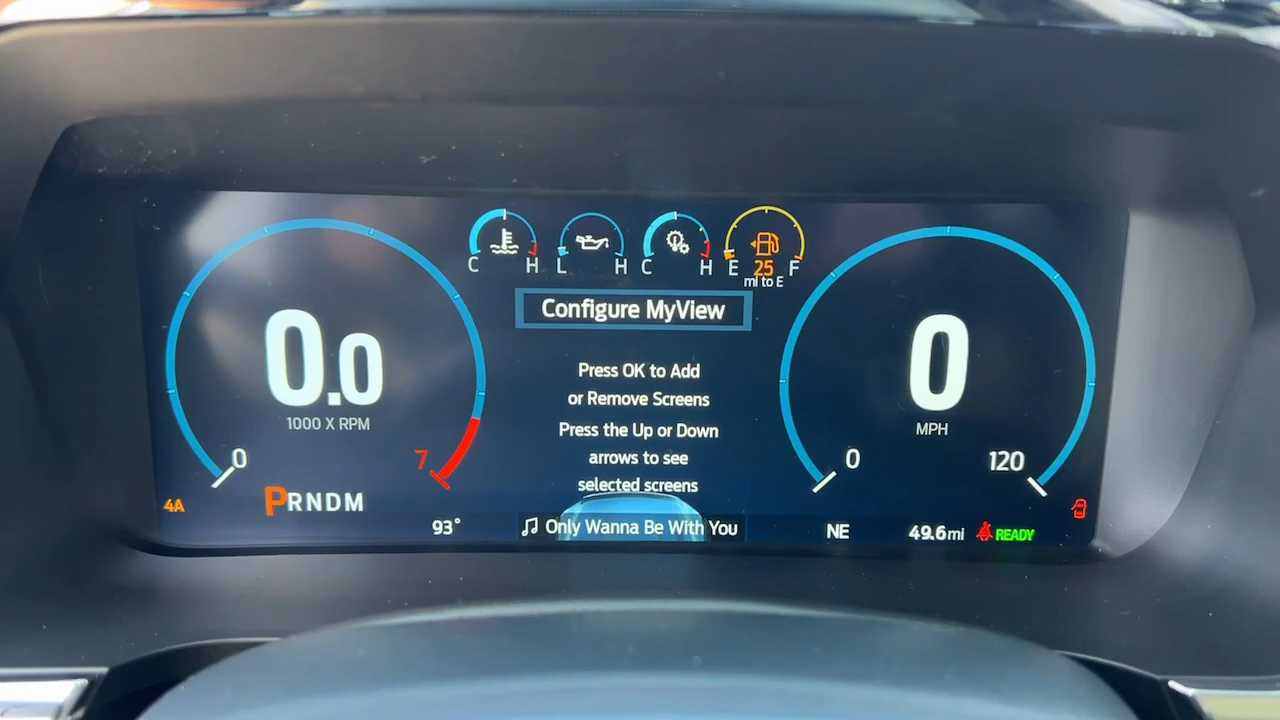 C H
L H
C H
E 25 F
mi to E
Configure MyView
0.0
1000 X RPM
0
7
Press OK to Add
or Remove Screens
Press the Up or Down
arrows to see
selected screens
0
MPH
0
120
4A
PRNDM
93°
Only Wanna Be With You
NE
49.6mi
READY